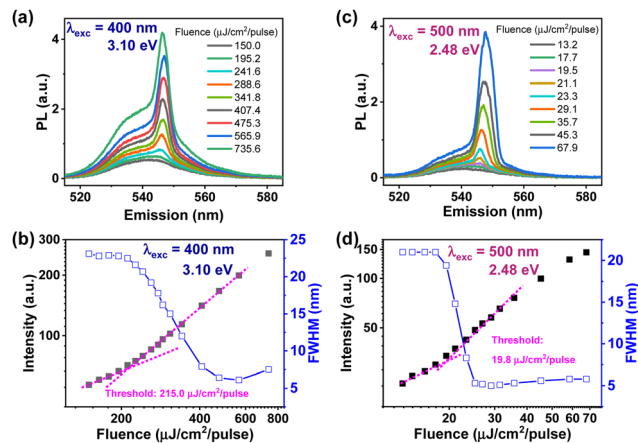 (a)
λexc = 400 nm
3.10 eV
Fluence (μJ/cm²/pulse)
150.0
195.2
241.6
288.6
341.8
407.4
475.3
565.9
735.6
PL (a.u.)
4
2
0
520 540 560 580
Emission (nm)
(c)
λexc = 500 nm
2.48 eV
Fluence (μJ/cm²/pulse)
13.2
17.7
19.5
21.1
23.3
29.1
35.7
45.3
67.9
PL (a.u.)
4
2
0
520 540 560 580
Emission (nm)
(b)
λexc = 400 nm
3.10 eV
Intensity (a.u.)
300
200
100
FWHM (nm)
25
20
15
10
5
Threshold: 215.0 μJ/cm²/pulse
200 400 600 800
Fluence (μJ/cm²/pulse)
(d)
λexc = 500 nm
2.48 eV
Intensity (a.u.)
150
100
50
FWHM (nm)
20
15
10
5
Threshold:
19.8 μJ/cm²/pulse
20 30 40 50 60 70
Fluence (μJ/cm²/pulse)